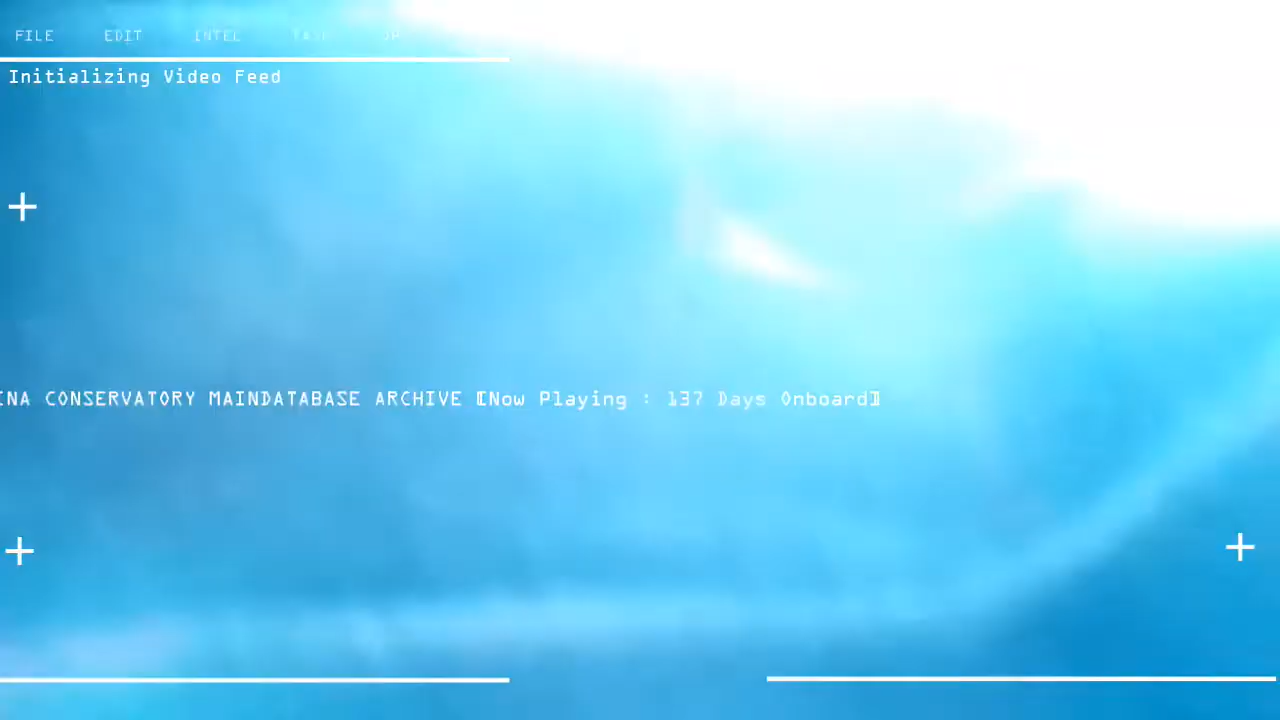 FILE EDIT INTEL
Initializing Video Feed
INA CONSERVATORY MAINDATABASE ARCHIVE [Now Playing : 137 Days Onboard]